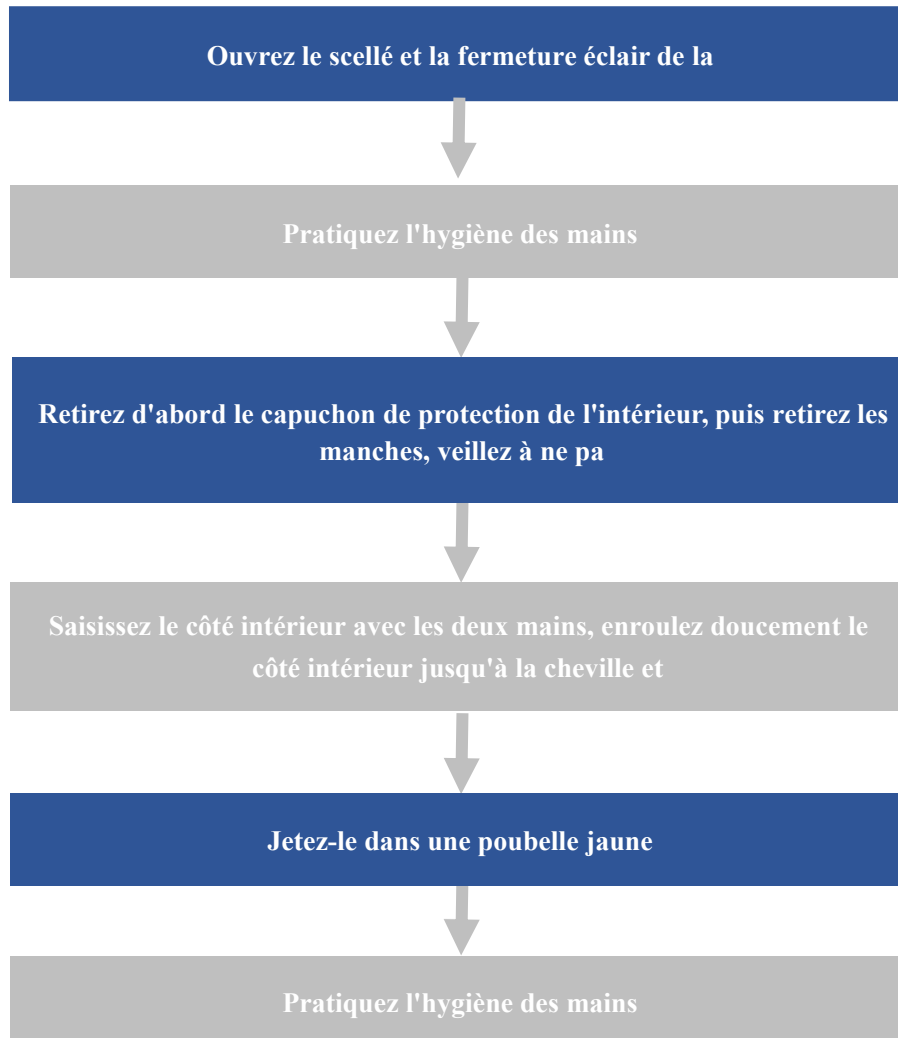 Ouvrez le scellé et la fermeture éclair de la
Pratiquez l'hygiène des mains
Retirez d'abord le capuchon de protection de l'intérieur, puis retirez les
manches, veillez à ne pa
Saisissez le côté intérieur avec les deux mains, enroulez doucement le
côté intérieur jusqu'à la cheville et
Jetez-le dans une poubelle jaune
Pratiquez l'hygiène des mains